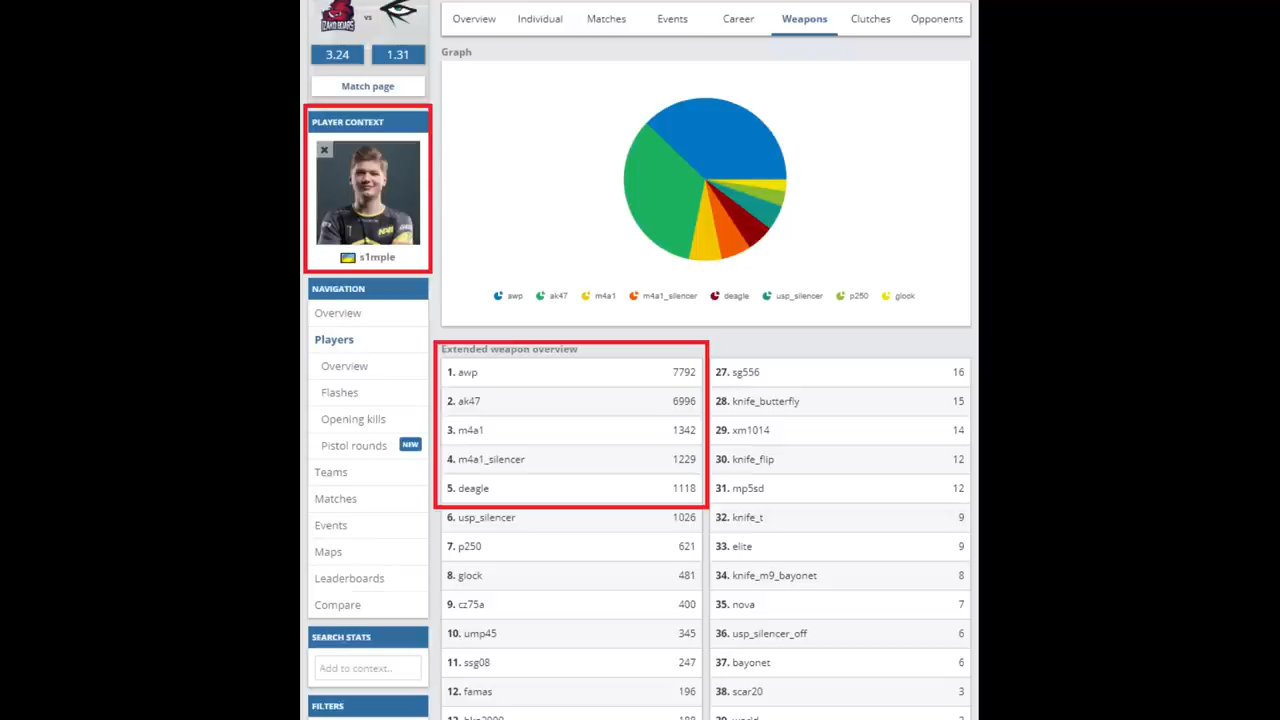 IZAKO BOARS
vs
3.24
1.31
Match page
PLAYER CONTEXT
s1mple
NAVIGATION
Overview
Players
Overview
Flashes
Opening kills
Pistol rounds NEW
Teams
Matches
Events
Maps
Leaderboards
Compare
SEARCH STATS
Add to context..
FILTERS
Overview Individual Matches Events Career Weapons Clutches Opponents
Graph
awp ak47 m4a1 m4a1_silencer deagle usp_silencer p250 glock
Extended weapon overview
1. awp 7792
2. ak47 6996
3. m4a1 1342
4. m4a1_silencer 1229
5. deagle 1118
6. usp_silencer 1026
7. p250 621
8. glock 481
9. cz75a 400
10. ump45 345
11. ssg08 247
12. famas 196
27. sg556 16
28. knife_butterfly 15
29. xm1014 14
30. knife_flip 12
31. mp5sd 12
32. knife_t 9
33. elite 9
34. knife_m9_bayonet 8
35. nova 7
36. usp_silencer_off 6
37. bayonet 6
38. scar20 3